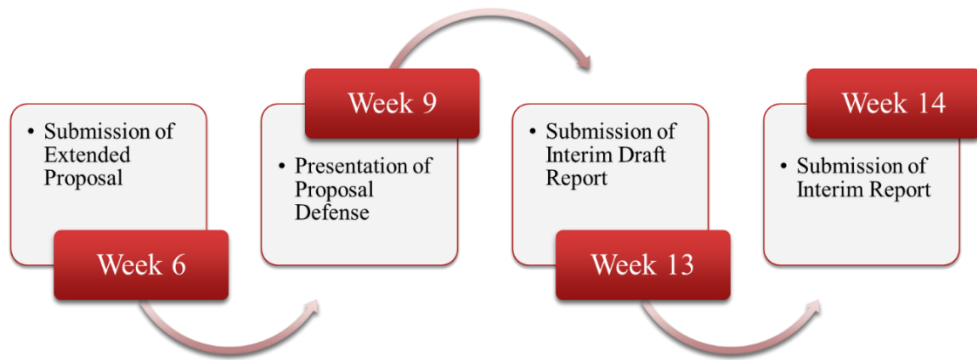 • Submission of
Extended
Proposal
Week 6
Week 9
• Presentation of
Proposal
Defense
• Submission of
Interim Draft
Report
Week 13
Week 14
• Submission of
Interim Report